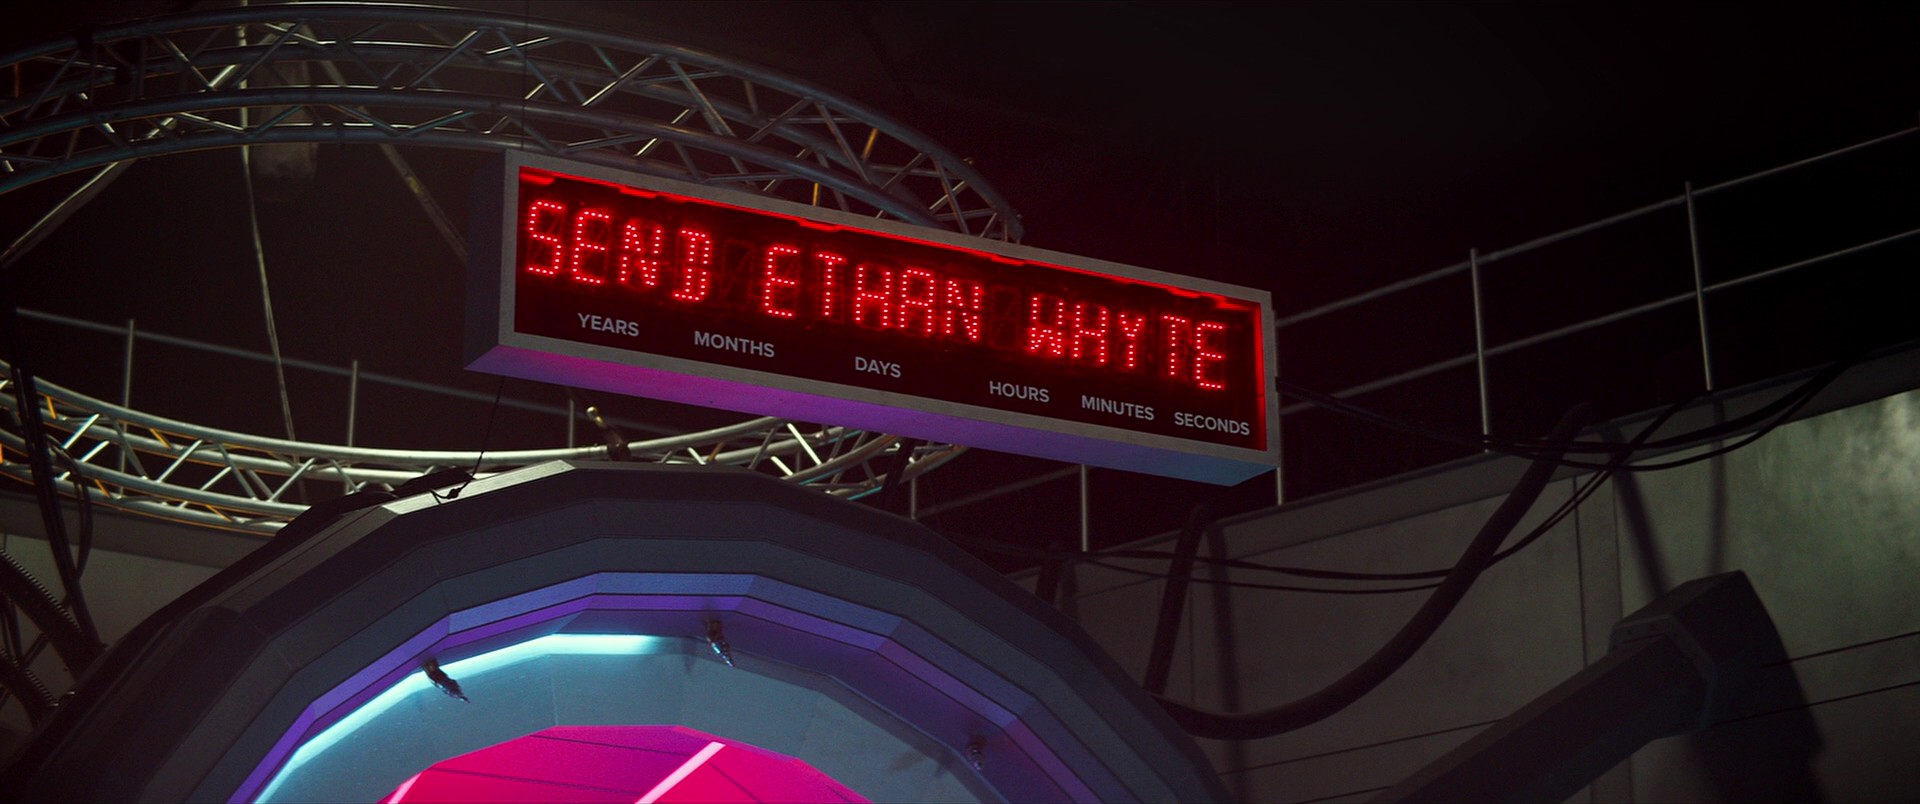 SEND ETHAN WHYTE
YEARS MONTHS DAYS HOURS MINUTES SECONDS